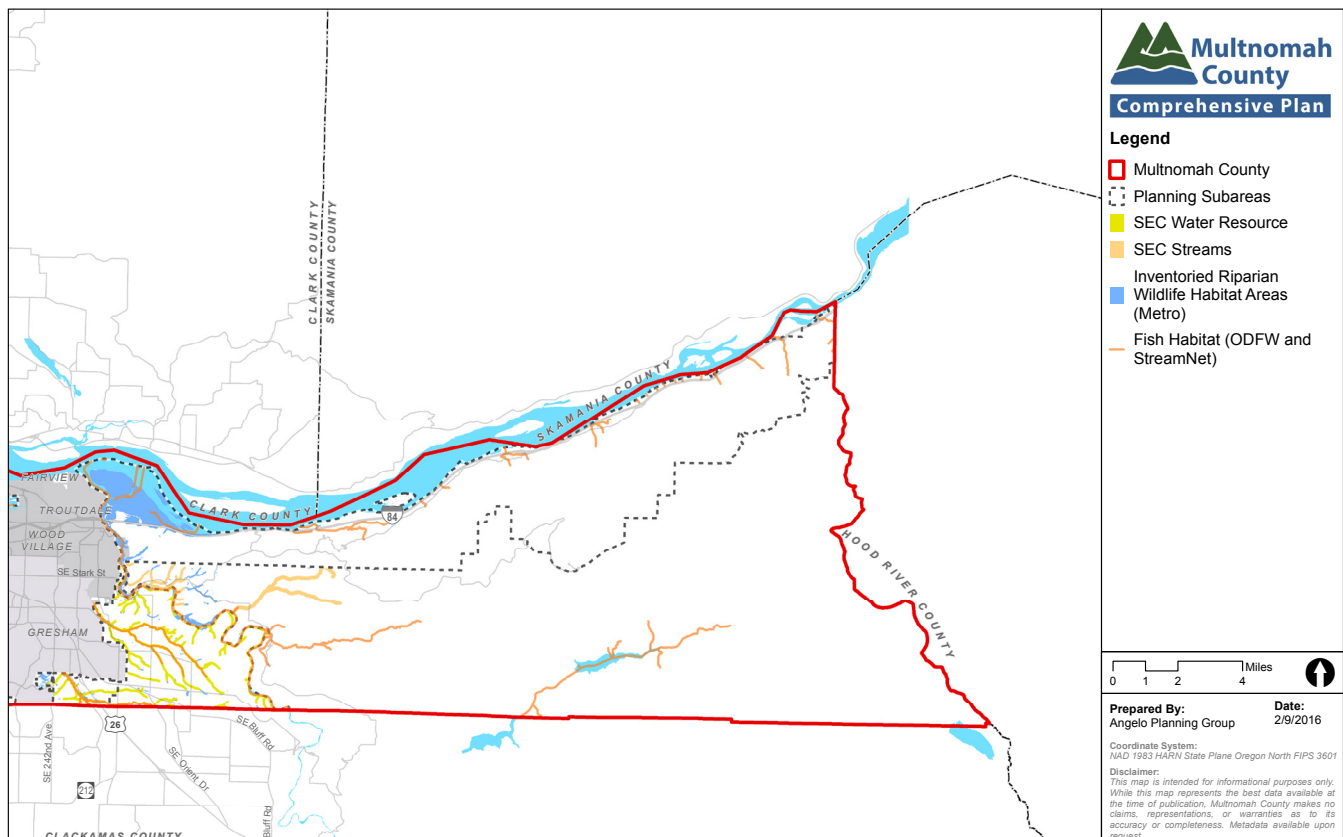 Multnomah
County
Comprehensive Plan
Legend
Multnomah County
Planning Subareas
SEC Water Resource
SEC Streams
Inventoried Riparian
Wildlife Habitat Areas
(Metro)
Fish Habitat (ODFW and
StreamNet)
CLARK COUNTY
SKAMANIA COUNTY
SKAMANIA COUNTY
CLARK COUNTY
84
FAIRVIEW
TROUTDALE
WOOD
VILLAGE
SE Stark St
GRESHAM
HOOD RIVER COUNTY
26
SE 242nd Ave
SE Orient Dr
SE Bluff Rd
212
Bluff Rd
CLACKAMAS COUNTY
Miles
0 1 2 4
Prepared By:
Angelo Planning Group
Date:
2/9/2016
Coordinate System:
NAD 1983 HARN State Plane Oregon North FIPS 3601
Disclaimer:
This map is intended for informational purposes only.
While this map represents the best data available at
the time of publication, Multnomah County makes no
claims, representations, or warranties as to its
accuracy or completeness. Metadata available upon
request.